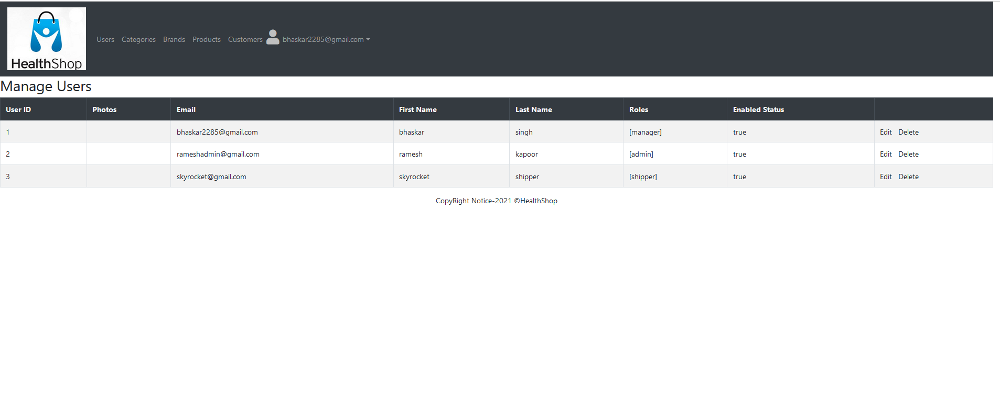 HealthShop
Users Categories Brands Products Customers bhaskar2285@gmail.com
Manage Users
User ID Photos Email First Name Last Name Roles Enabled Status
1 bhaskar2285@gmail.com bhaskar singh [manager] true Edit Delete
2 rameshadmin@gmail.com ramesh kapoor [admin] true Edit Delete
3 skyrocket@gmail.com skyrocket shipper [shipper] true Edit Delete
CopyRight Notice-2021 ©HealthShop